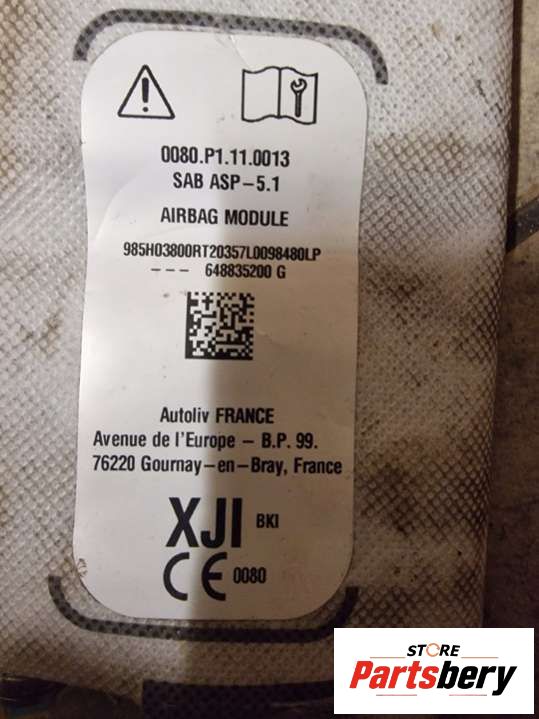 0080.P1.11.0013
SAB ASP-5.1
AIRBAG MODULE
985H03800RT20357L0098480LP
--- 648835200 G
Autoliv FRANCE
Avenue de l'Europe - B.P. 99.
76220 Gournay-en-Bray, France
XJI BKI
CE 0080
STORE
Partsbery